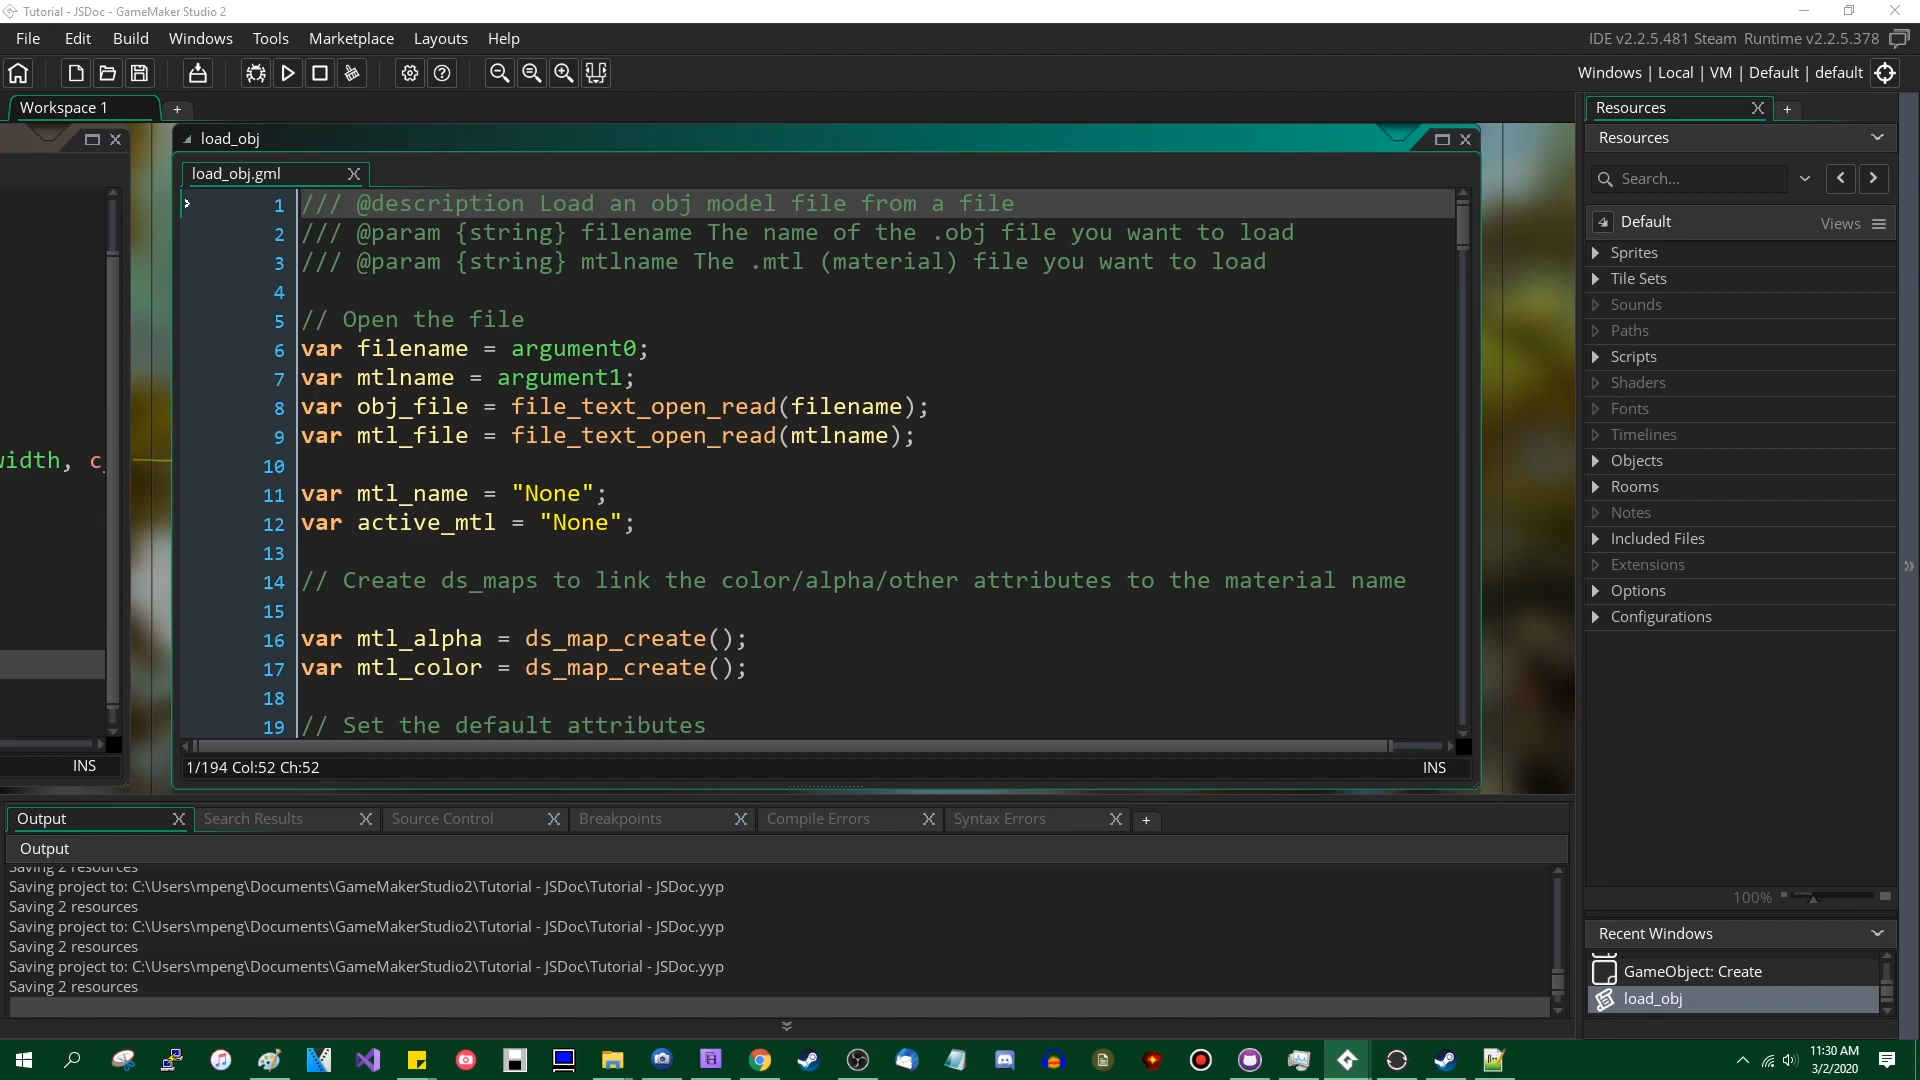 Tutorial - JSDoc - GameMaker Studio 2
File Edit Build Windows Tools Marketplace Layouts Help
IDE v2.2.5.481 Steam Runtime v2.2.5.378
Windows | Local | VM | Default | default
Workspace 1
+
load_obj
load_obj.gml
1 /// @description Load an obj model file from a file
2 /// @param {string} filename The name of the .obj file you want to load
3 /// @param {string} mtlname The .mtl (material) file you want to load
4
5 // Open the file
6 var filename = argument0;
7 var mtlname = argument1;
8 var obj_file = file_text_open_read(filename);
9 var mtl_file = file_text_open_read(mtlname);
10
11 var mtl_name = "None";
12 var active_mtl = "None";
13
14 // Create ds_maps to link the color/alpha/other attributes to the material name
15
16 var mtl_alpha = ds_map_create();
17 var mtl_color = ds_map_create();
18
19 // Set the default attributes
1/194 Col:52 Ch:52
INS
width, c_
INS
Resources X +
Resources
Search...
Default
Views
Sprites
Tile Sets
Sounds
Paths
Scripts
Shaders
Fonts
Timelines
Objects
Rooms
Notes
Included Files
Extensions
Options
Configurations
100%
Recent Windows
GameObject: Create
load_obj
Output X Search Results X Source Control X Breakpoints X Compile Errors X Syntax Errors X +
Output
Saving 2 resources
Saving project to: C:\Users\mpeng\Documents\GameMakerStudio2\Tutorial - JSDoc\Tutorial - JSDoc.yyp
Saving 2 resources
Saving project to: C:\Users\mpeng\Documents\GameMakerStudio2\Tutorial - JSDoc\Tutorial - JSDoc.yyp
Saving 2 resources
Saving project to: C:\Users\mpeng\Documents\GameMakerStudio2\Tutorial - JSDoc\Tutorial - JSDoc.yyp
Saving 2 resources
11:30 AM
3/2/2020